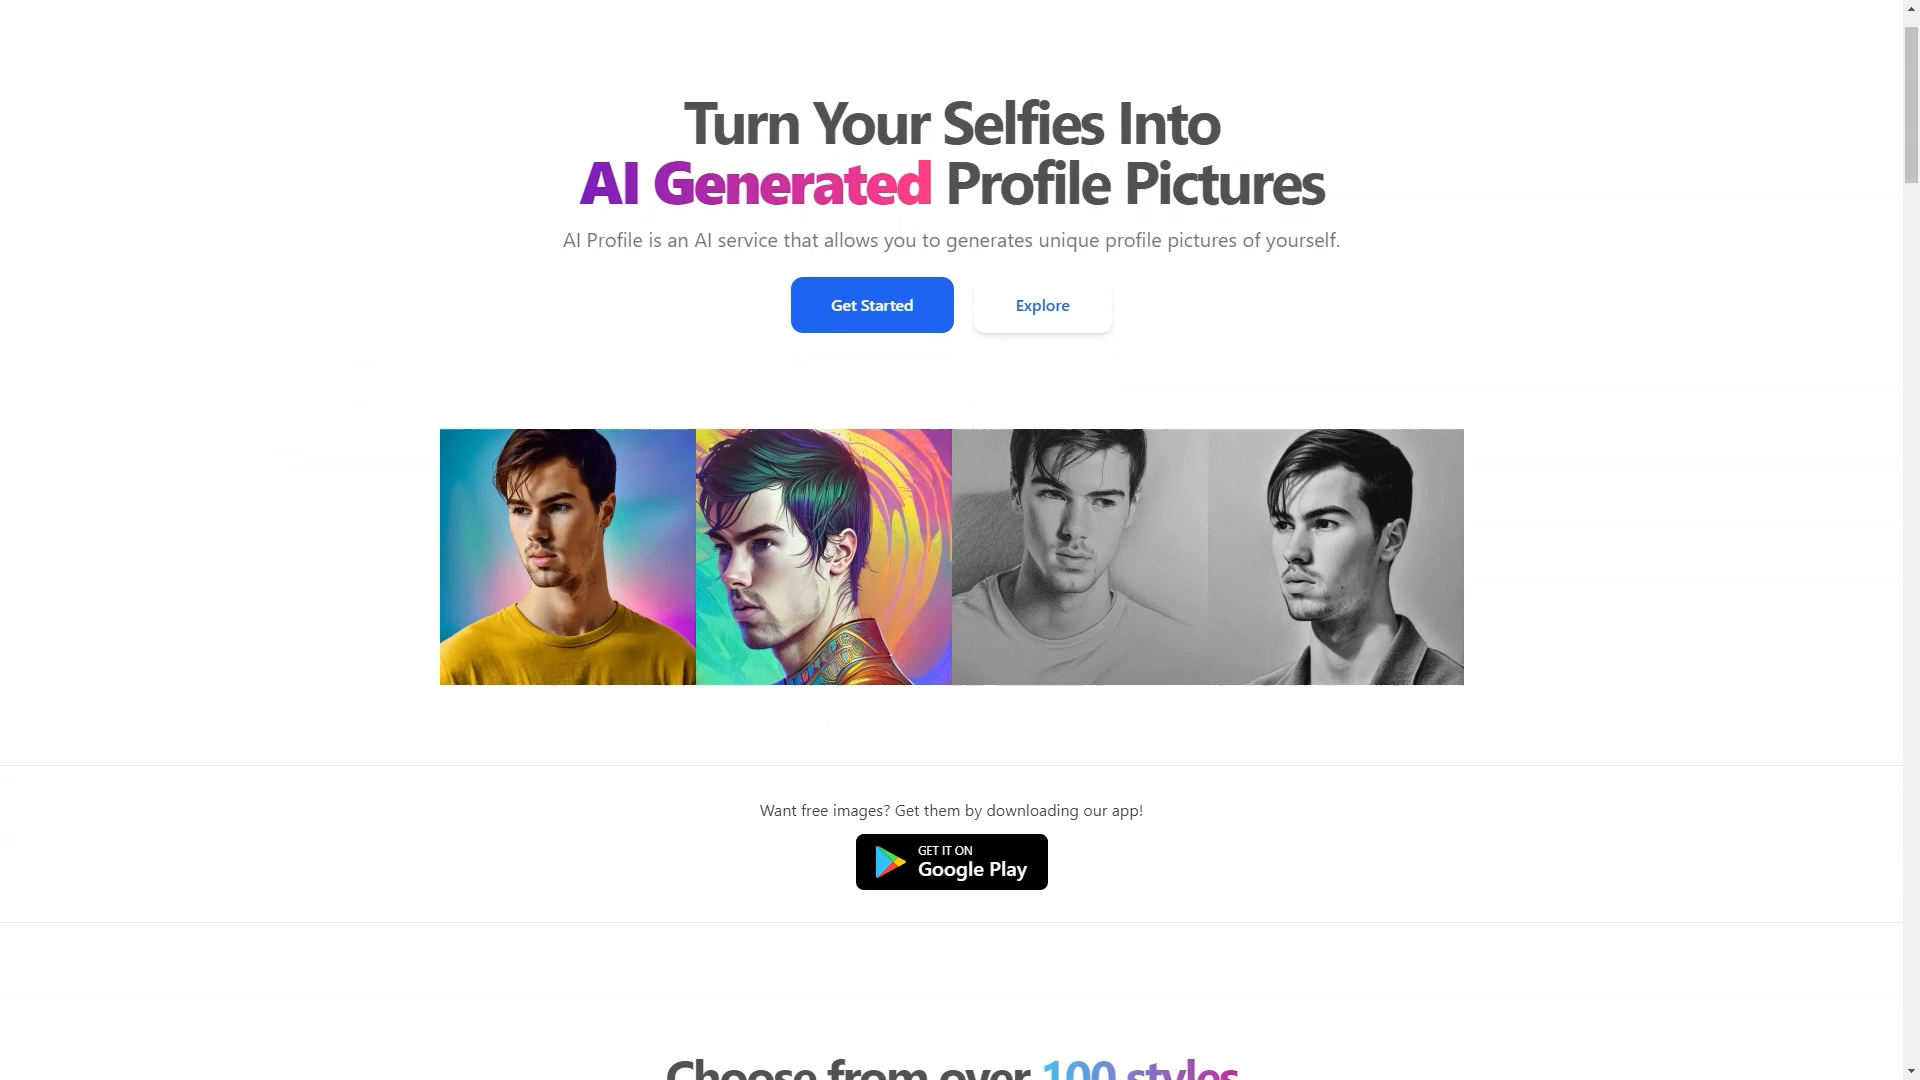 Turn Your Selfies Into
AI Generated Profile Pictures
AI Profile is an AI service that allows you to generates unique profile pictures of yourself.
Get Started
Explore
Want free images? Get them by downloading our app!
GET IT ON
Google Play
Choose from over 100 styles